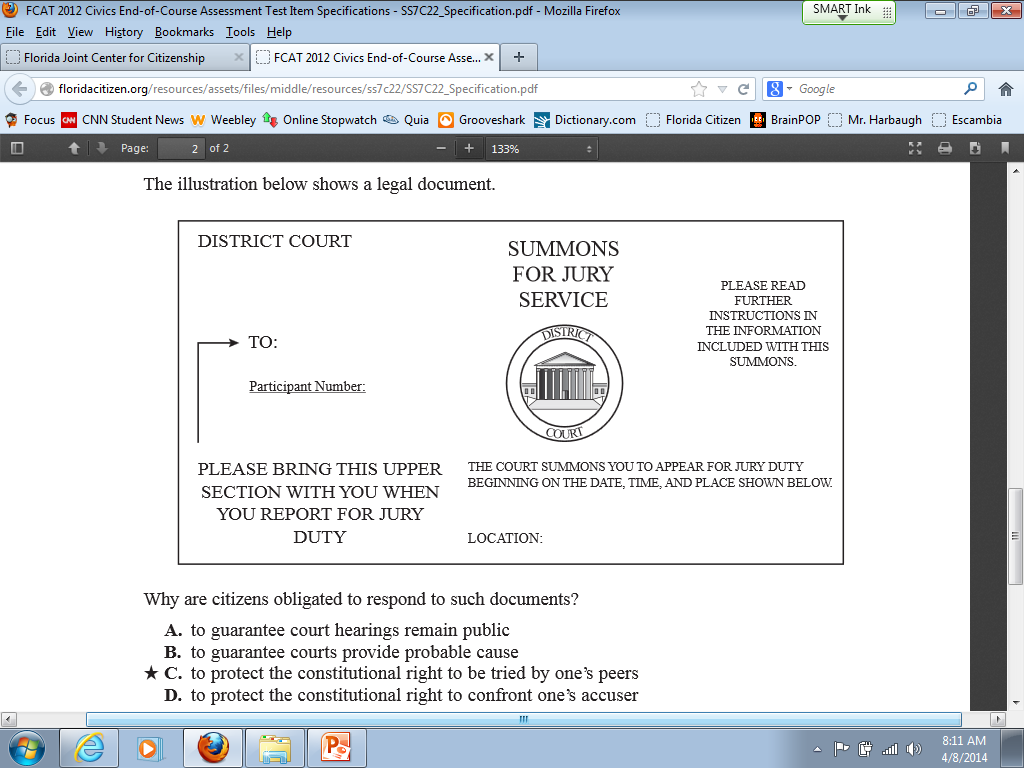 FCAT 2012 Civics End-of-Course Assessment Test Item Specifications - SS7C22_Specification.pdf - Mozilla Firefox
SMART Ink
File Edit View History Bookmarks Tools Help
Florida Joint Center for Citizenship
FCAT 2012 Civics End-of-Course Asse...
floridacitizen.org/resources/assets/files/middle/resources/ss7c22/SS7C22_Specification.pdf
Google
Focus CNN Student News Weebley Online Stopwatch Quia Grooveshark Dictionary.com Florida Citizen BrainPOP Mr. Harbaugh Escambia
Page: 2 of 2
133%
The illustration below shows a legal document.
DISTRICT COURT
TO:
Participant Number:
PLEASE BRING THIS UPPER
SECTION WITH YOU WHEN
YOU REPORT FOR JURY
DUTY
SUMMONS
FOR JURY
SERVICE
DISTRICT
COURT
PLEASE READ
FURTHER
INSTRUCTIONS IN
THE INFORMATION
INCLUDED WITH THIS
SUMMONS.
THE COURT SUMMONS YOU TO APPEAR FOR JURY DUTY
BEGINNING ON THE DATE, TIME, AND PLACE SHOWN BELOW.
LOCATION:
Why are citizens obligated to respond to such documents?
A. to guarantee court hearings remain public
B. to guarantee courts provide probable cause
★ C. to protect the constitutional right to be tried by one's peers
D. to protect the constitutional right to confront one's accuser
8:11 AM
4/8/2014